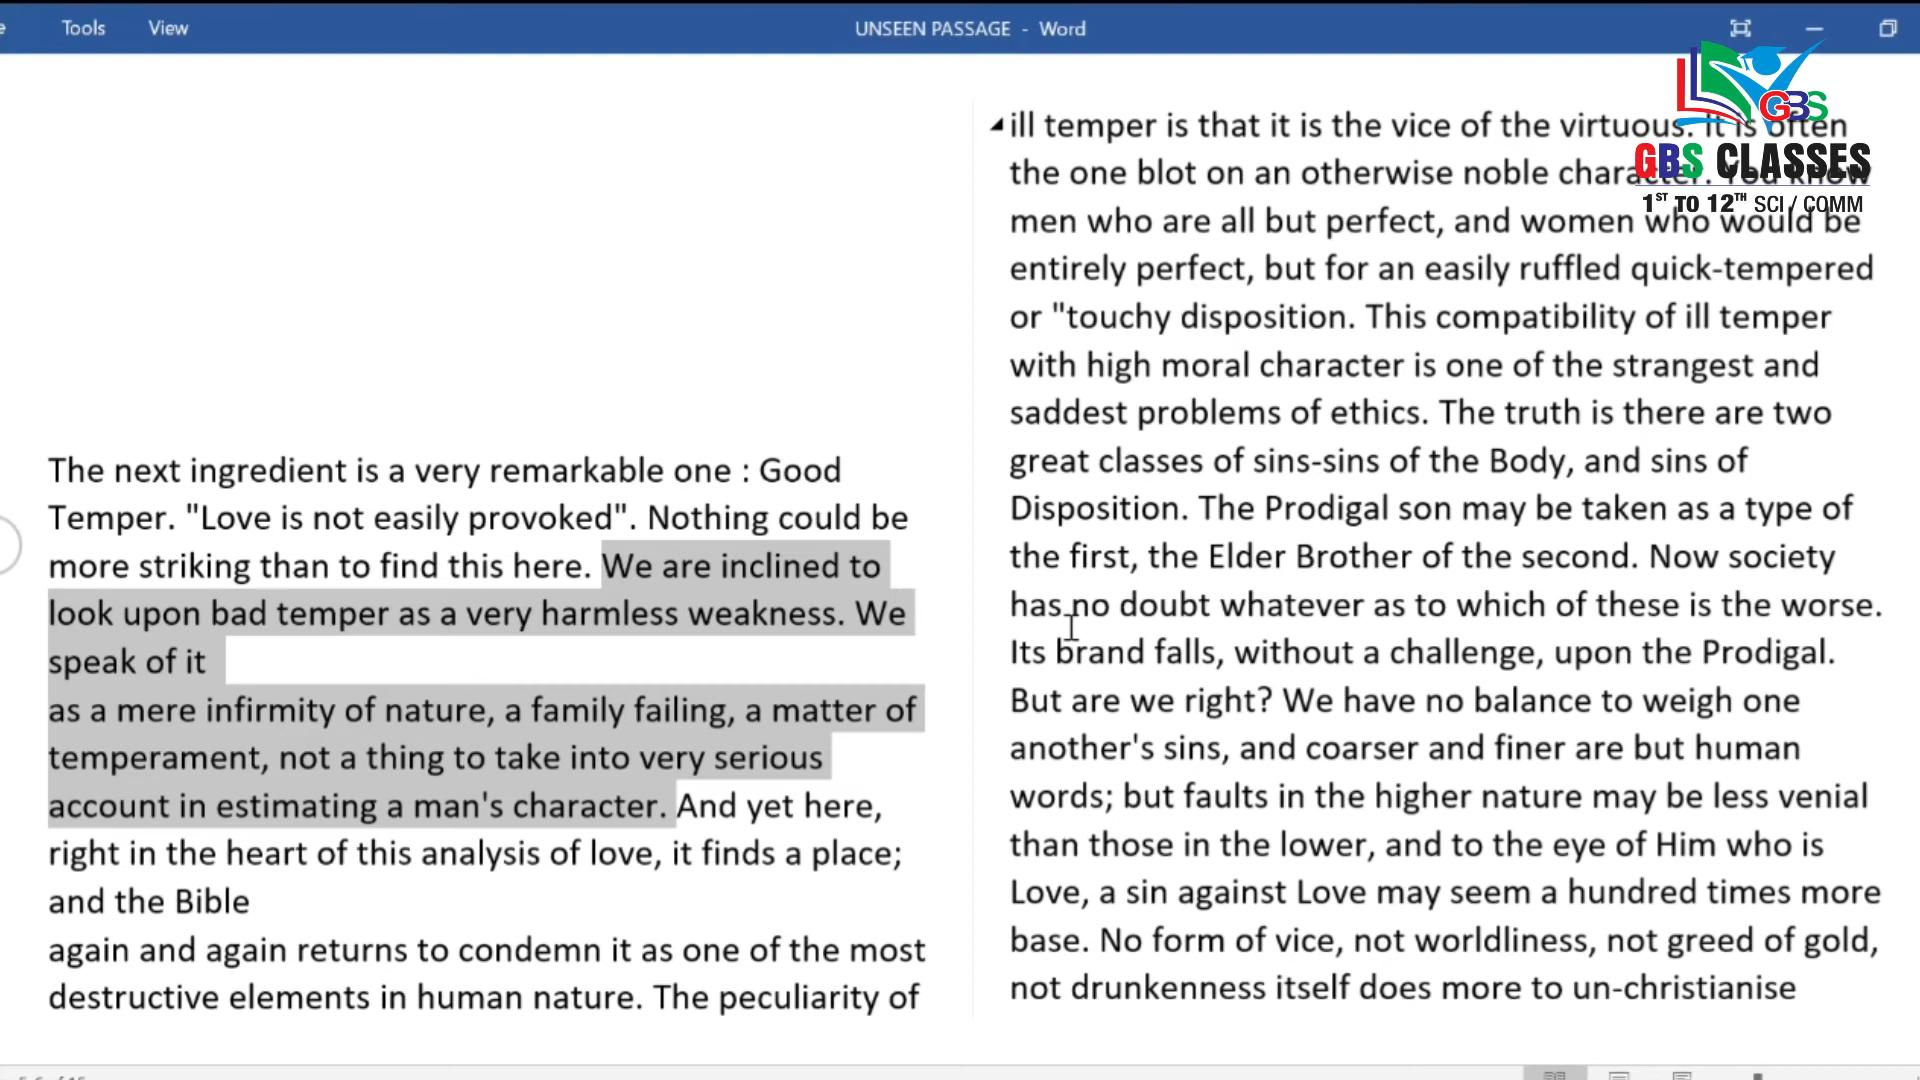 Tools View UNSEEN PASSAGE - Word
The next ingredient is a very remarkable one : Good
Temper. "Love is not easily provoked". Nothing could be
more striking than to find this here. We are inclined to
look upon bad temper as a very harmless weakness. We
speak of it
as a mere infirmity of nature, a family failing, a matter of
temperament, not a thing to take into very serious
account in estimating a man's character. And yet here,
right in the heart of this analysis of love, it finds a place;
and the Bible
again and again returns to condemn it as one of the most
destructive elements in human nature. The peculiarity of
ill temper is that it is the vice of the virtuous. It is often
the one blot on an otherwise noble character. You know
men who are all but perfect, and women who would be
entirely perfect, but for an easily ruffled quick-tempered
or "touchy disposition. This compatibility of ill temper
with high moral character is one of the strangest and
saddest problems of ethics. The truth is there are two
great classes of sins-sins of the Body, and sins of
Disposition. The Prodigal son may be taken as a type of
the first, the Elder Brother of the second. Now society
has no doubt whatever as to which of these is the worse.
Its brand falls, without a challenge, upon the Prodigal.
But are we right? We have no balance to weigh one
another's sins, and coarser and finer are but human
words; but faults in the higher nature may be less venial
than those in the lower, and to the eye of Him who is
Love, a sin against Love may seem a hundred times more
base. No form of vice, not worldliness, not greed of gold,
not drunkenness itself does more to un-christianise
GBS
GBS CLASSES
1ST TO 12TH SCI / COMM